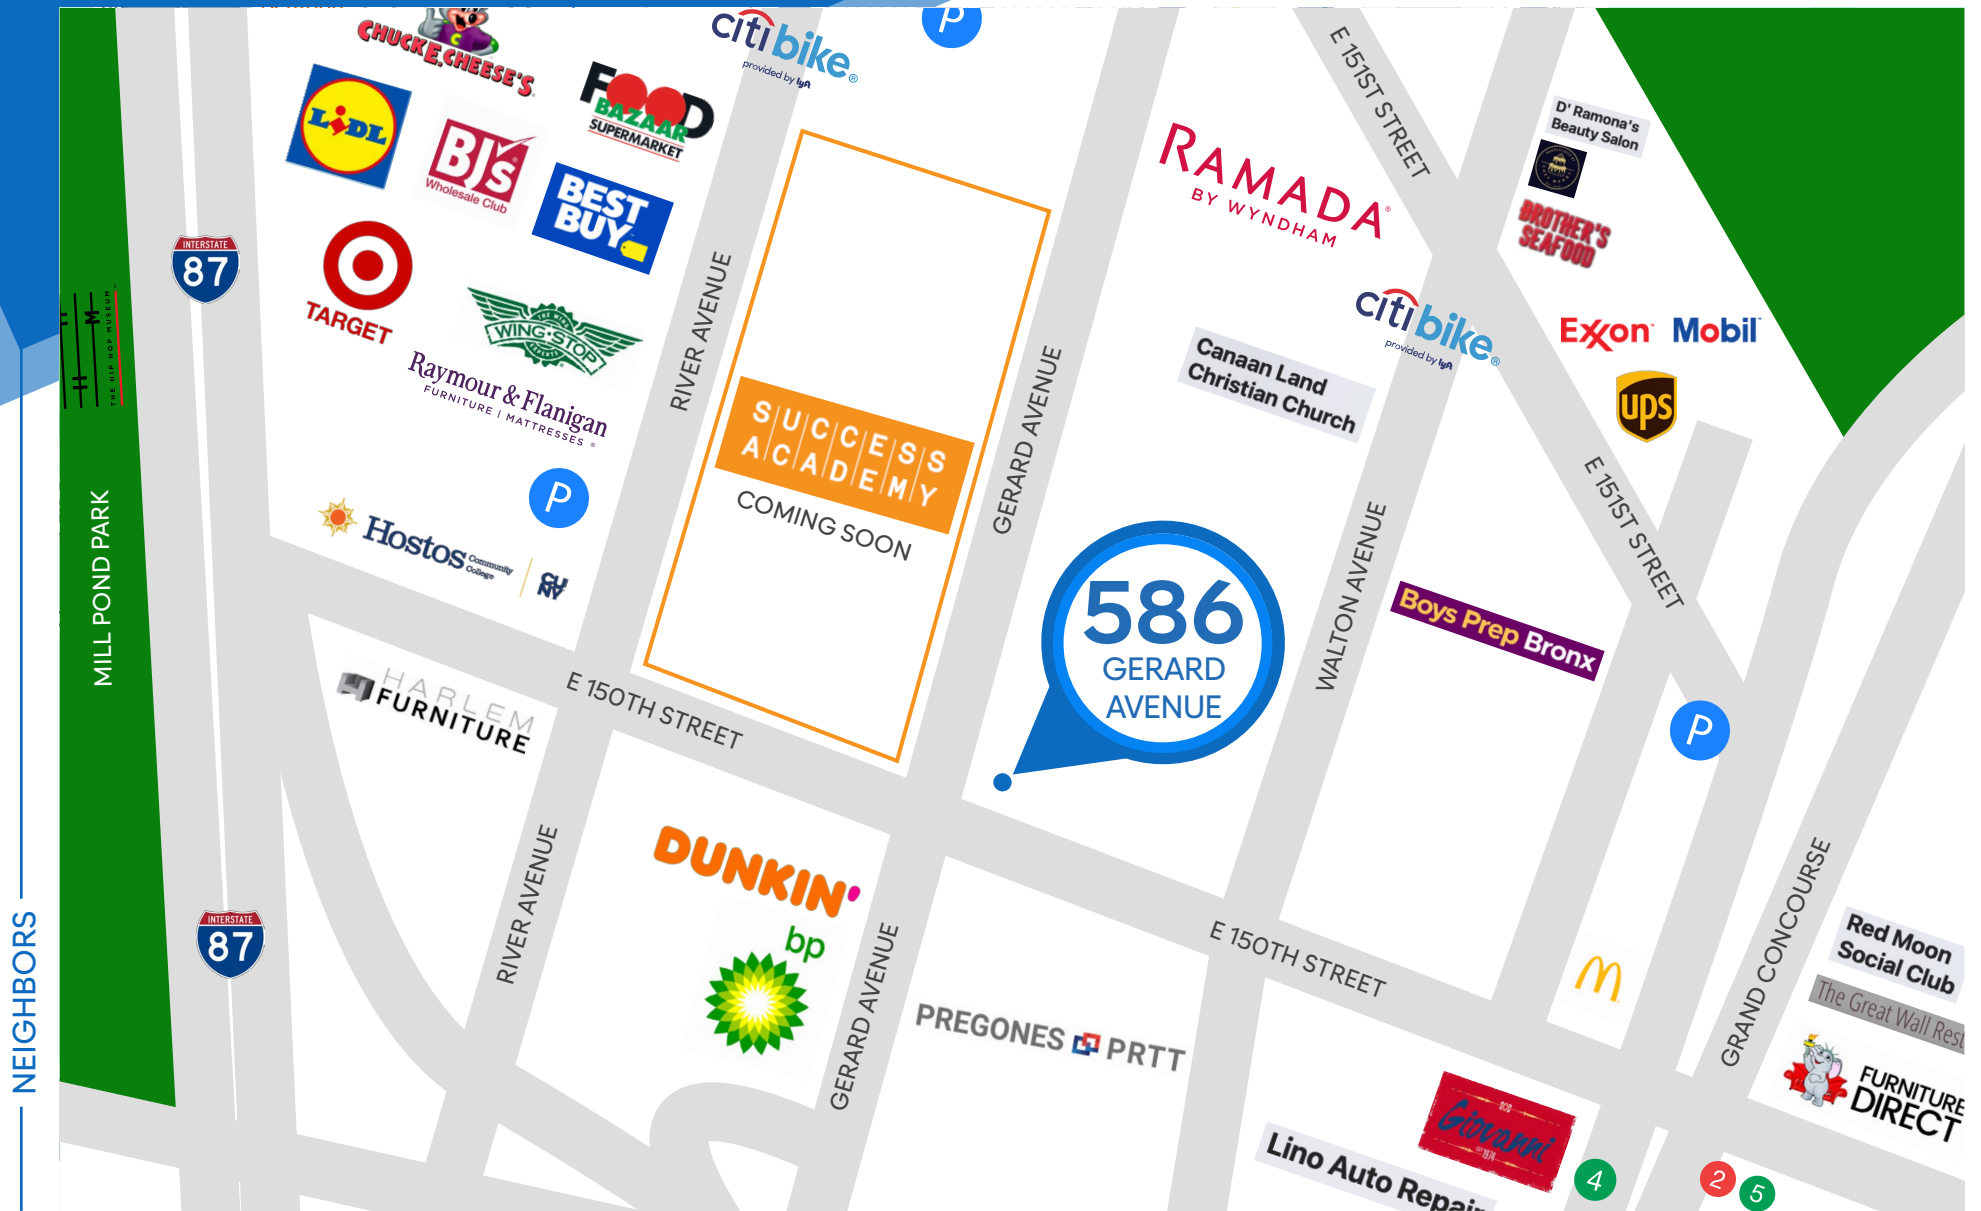 CHUCK E. CHEESE'S
citi bike
provided by lyft
P
E 151ST STREET
LIDL
FOOD
BAZAAR
SUPERMARKET
BJ's
Wholesale Club
BEST
BUY
D' Ramona's
Beauty Salon
RAMADA
BY WYNDHAM
BROTHER'S
SEAFOOD
INTERSTATE
87
TARGET
WING-STOP
RIVER AVENUE
citi bike
provided by lyft
Exxon Mobil
THE HIP HOP MUSEUM
Raymour & Flanigan
FURNITURE | MATTRESSES
Canaan Land
Christian Church
ups
SUCCESS
ACADEMY
COMING SOON
GERARD AVENUE
P
E 151ST STREET
Hostos Community
College
CUNY
MILL POND PARK
586
GERARD
AVENUE
WALTON AVENUE
Boys Prep Bronx
HARLEM
FURNITURE
E 150TH STREET
P
DUNKIN'
bp
RIVER AVENUE
INTERSTATE
87
GERARD AVENUE
E 150TH STREET
GRAND CONCOURSE
Red Moon
Social Club
The Great Wall Rest
PREGONES PRTT
FURNITURE
DIRECT
Giovanni
Lino Auto Repair
4
2
5
NEIGHBORS